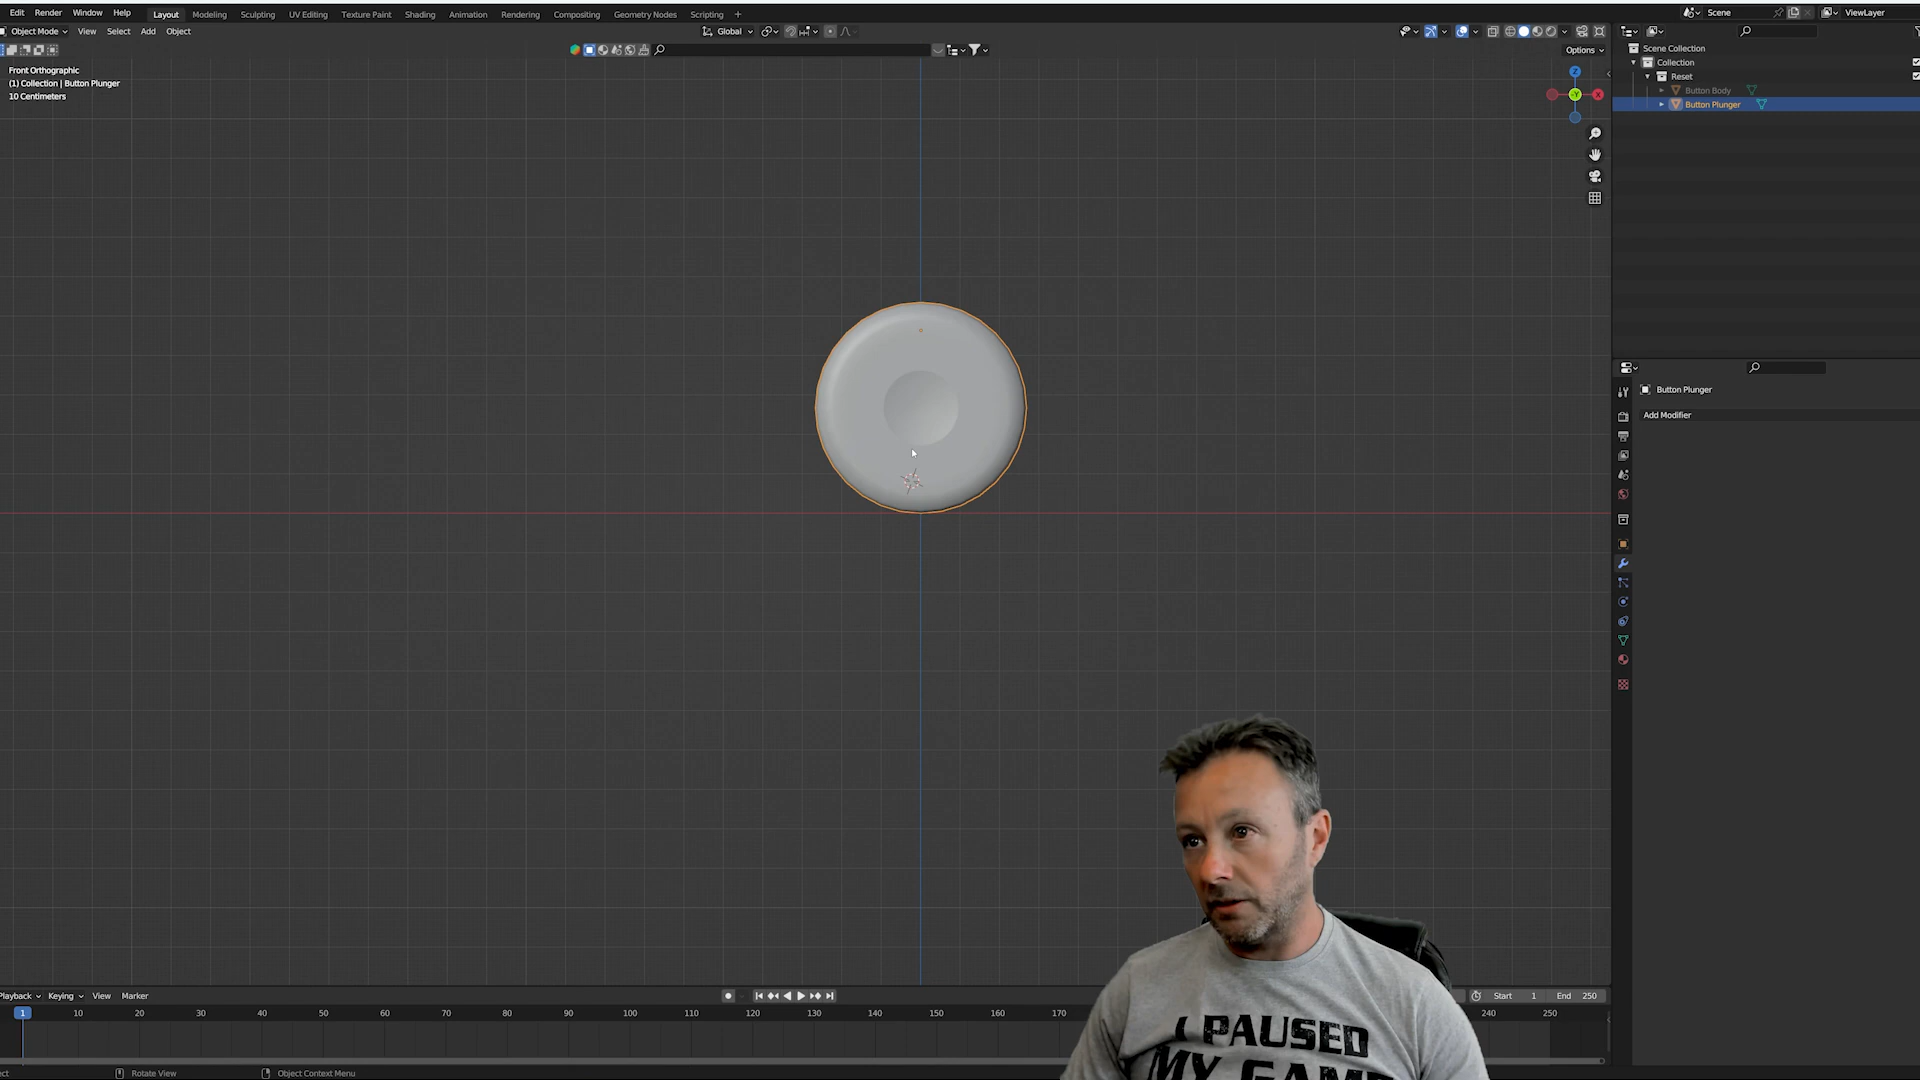 Edit Render Window Help Layout Modeling Sculpting UV Editing Texture Paint Shading Animation Rendering Compositing Geometry Nodes Scripting + Scene ViewLayer
Object Mode View Select Add Object Global
Options
Front Orthographic
(1) Collection | Button Plunger
10 Centimeters
Z
-Y
X
Scene Collection
Collection
Reset
Button Body
Button Plunger
Button Plunger
Add Modifier
Playback Keying View Marker Start 1 End 250
1 10 20 30 40 50 60 70 80 90 100 110 120 130 140 150 160 170 240 250
Rotate View Object Context Menu
I PAUSED
MY GAME